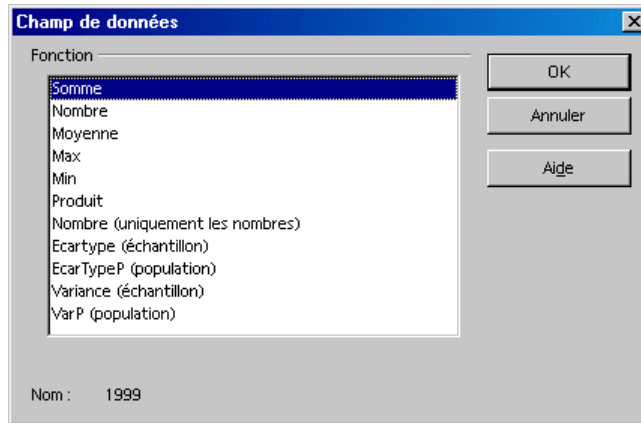 Champ de données
Fonction
Somme
Nombre
Moyenne
Max
Min
Produit
Nombre (uniquement les nombres)
Ecartype (échantillon)
EcarTypeP (population)
Variance (échantillon)
VarP (population)
OK
Annuler
Aide
Nom : 1999